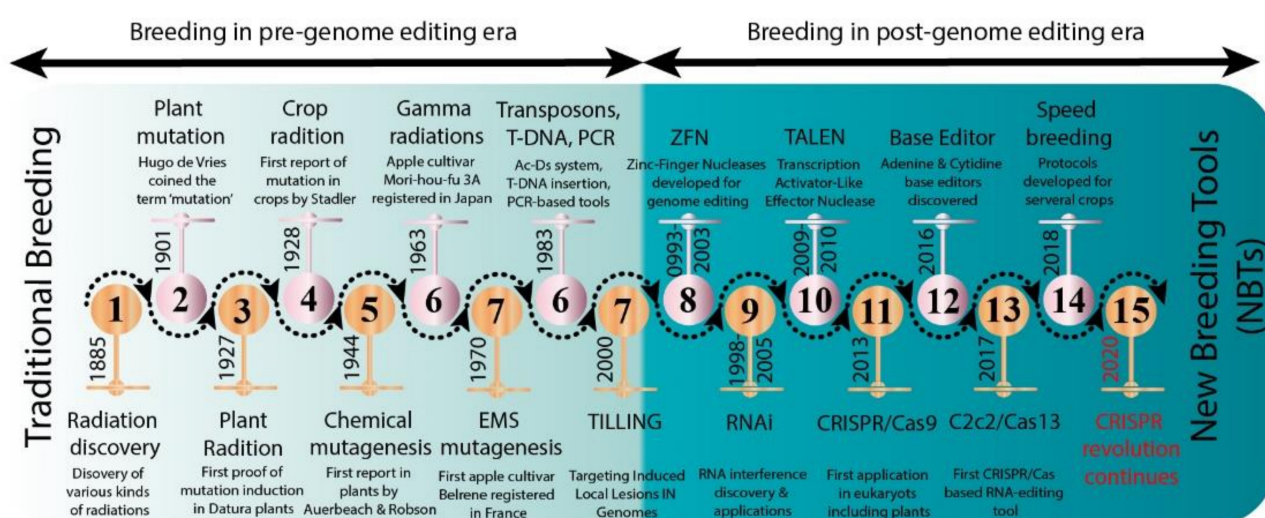 Breeding in pre-genome editing era
Breeding in post-genome editing era
Traditional Breeding
Plant
mutation
Hugo de Vries
coined the
term 'mutation'
Crop
radition
First report of
mutation in
crops by Stadler
Gamma
radiations
Apple cultivar
Mori-hou-fu 3A
registered in Japan
Transposons,
T-DNA, PCR
Ac-Ds system,
T-DNA insertion,
PCR-based tools
ZFN
Zinc-Finger Nucleases
developed for
genome editing
TALEN
Transcription
Activator-Like
Effector Nuclease
Base Editor
Adenine & Cytidine
base editors
discovered
Speed
breeding
Protocols
developed for
serveral crops
New Breeding Tools
(NBTs)
1901
1928
1963
1983
0993-
2003
2009-
2010
2016
2018
1
2
3
4
5
6
7
6
7
8
9
10
11
12
13
14
15
1885
1927
1944
1970
2000
1998-
2005
2013
2017
2020
Radiation
discovery
Disovery of
various kinds
of radiations
Plant
Radition
First proof of
mutation induction
in Datura plants
Chemical
mutagenesis
First report in
plants by
Auerbeach & Robson
EMS
mutagenesis
First apple cultivar
Belrene registered
in France
TILLING
Targeting Induced
Local Lesions IN
Genomes
RNAi
RNA interference
discovery &
applications
CRISPR/Cas9
First application
in eukaryots
including plants
C2c2/Cas13
First CRISPR/Cas
based RNA-editing
tool
CRISPR
revolution
continues